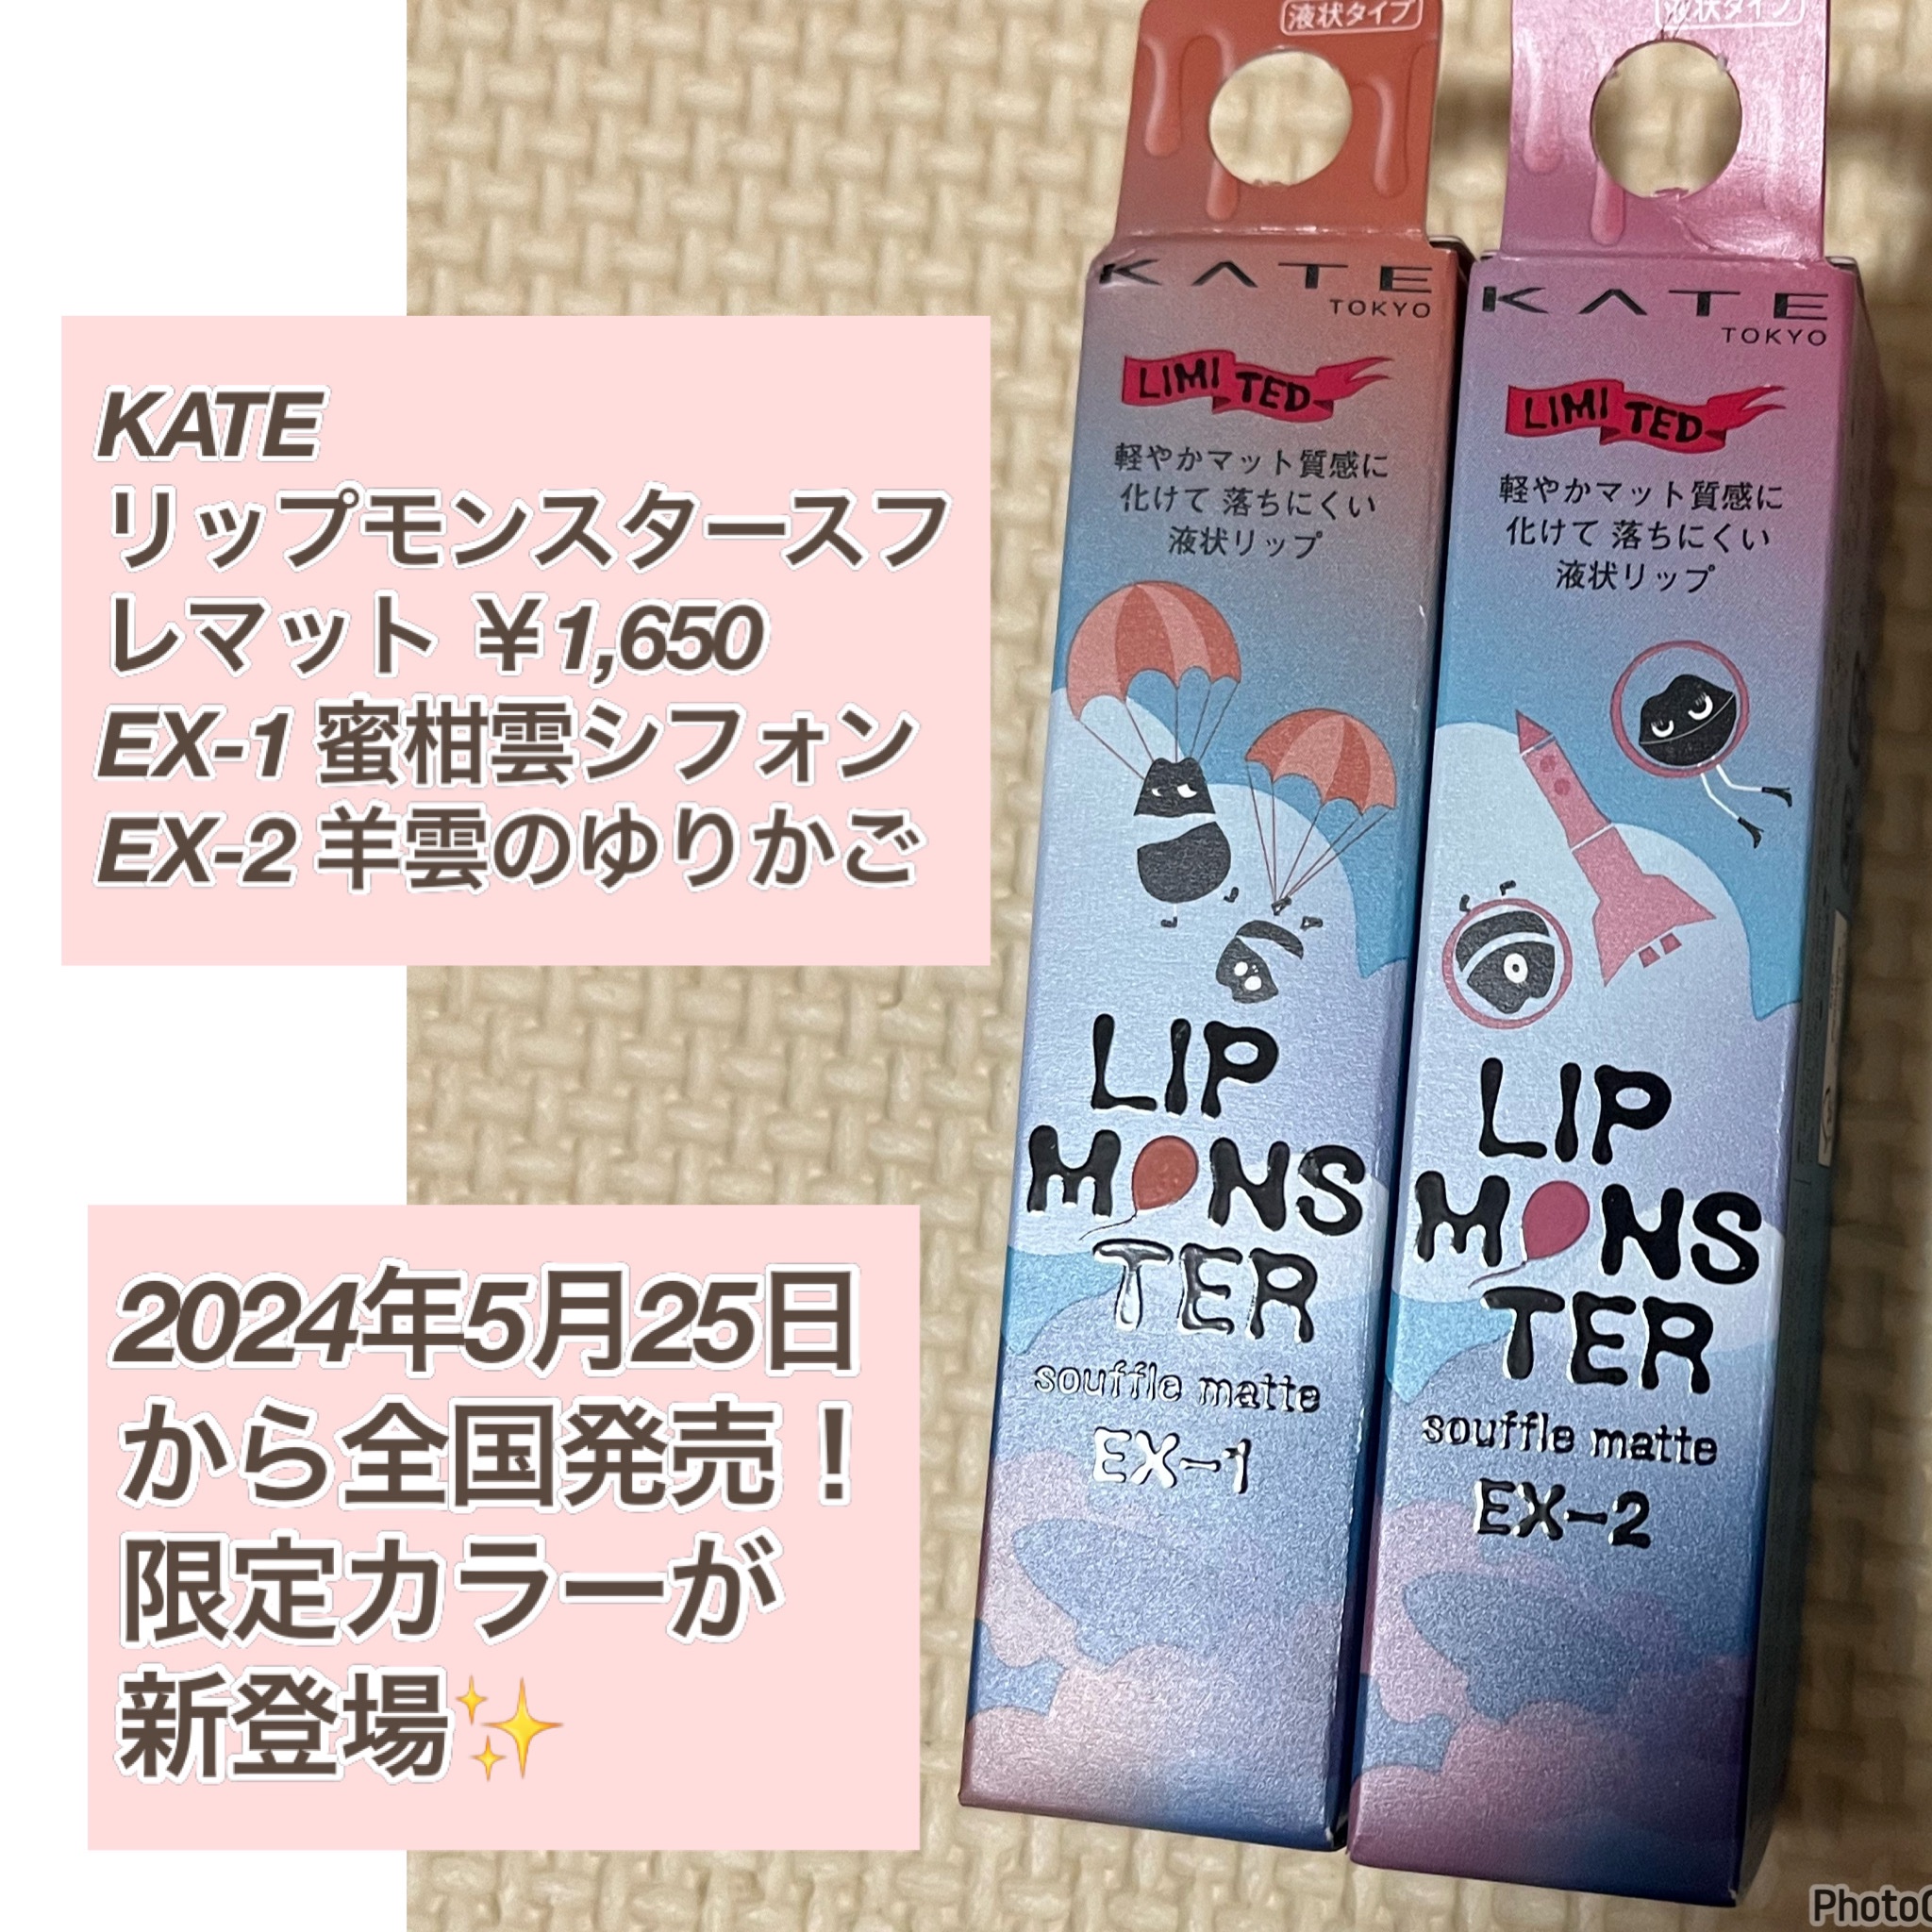 KATE
リップモンスタースフ
レマット ￥1,650
EX-1 蜜柑雲シフォン
EX-2 羊雲のゆりかご
2024年5月25日
から全国発売！
限定カラーが
新登場✨
液状タイプ
KATE
TOKYO
LIMITED
軽やかマット質感に
化けて 落ちにくい
液状リップ
LIP
MONS
TER
souffle matte
EX-1
液状タイプ
KATE
TOKYO
LIMITED
軽やかマット質感に
化けて 落ちにくい
液状リップ
LIP
MONS
TER
souffle matte
EX-2